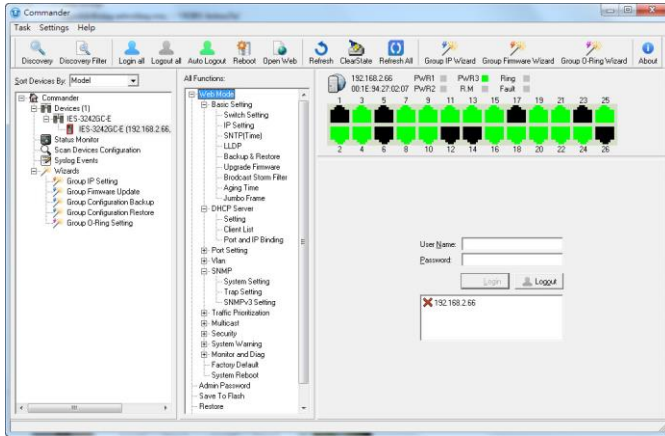 Commander
Task Settings Help
Discovery Discovery Filter Login all Logout all Auto Logout Reboot Open Web Refresh ClearState Refresh All Group IP Wizard Group Firmware Wizard Group O-Ring Wizard About
Sort Devices By: Model
Commander
Devices (1)
IES-3242GC-E
IES-3242GC-E (192.168.2.66,
Status Monitor
Scan Devices Configuration
Syslog Events
Wizards
Group IP Setting
Group Firmware Update
Group Configuration Backup
Group Configuration Restore
Group O-Ring Setting
All Functions:
Web Mode
Basic Setting
Switch Setting
IP Setting
SNTP(Time)
LLDP
Backup & Restore
Upgrade Firmware
Brodcast Storm Filter
Aging Time
Jumbo Frame
DHCP Server
Setting
Client List
Port and IP Binding
Port Setting
Vlan
SNMP
System Setting
Trap Setting
SNMPv3 Setting
Traffic Prioritization
Multicast
Security
System Warning
Monitor and Diag
Factory Default
System Reboot
Admin Password
Save To Flash
Restore
192.168.2.66 PWR1 PWR3 Ring
00:1E:94:27:02:07 PWR2 R.M Fault
1 3 5 7 9 11 13 15 17 19 21 23 25
2 4 6 8 10 12 14 16 18 20 22 24 26
User Name:
Password:
Login Logout
192.168.2.66